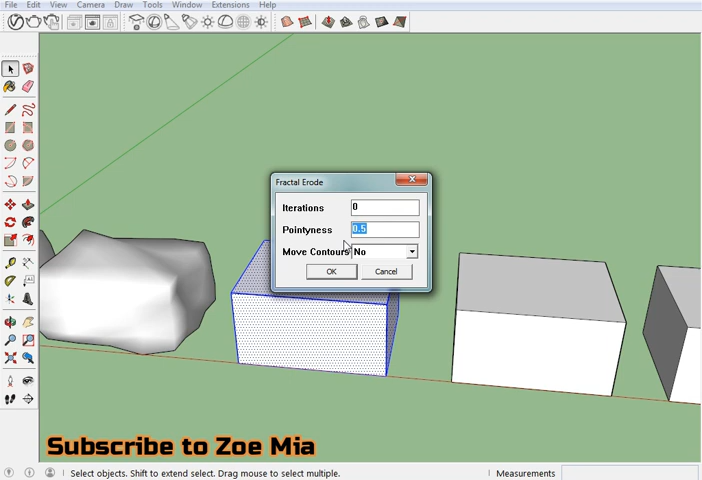 File Edit View Camera Draw Tools Window Extensions Help
Fractal Erode
Iterations 0
Pointyness 0.5
Move Contours No
OK Cancel
Subscribe to Zoe Mia
Select objects. Shift to extend select. Drag mouse to select multiple. Measurements